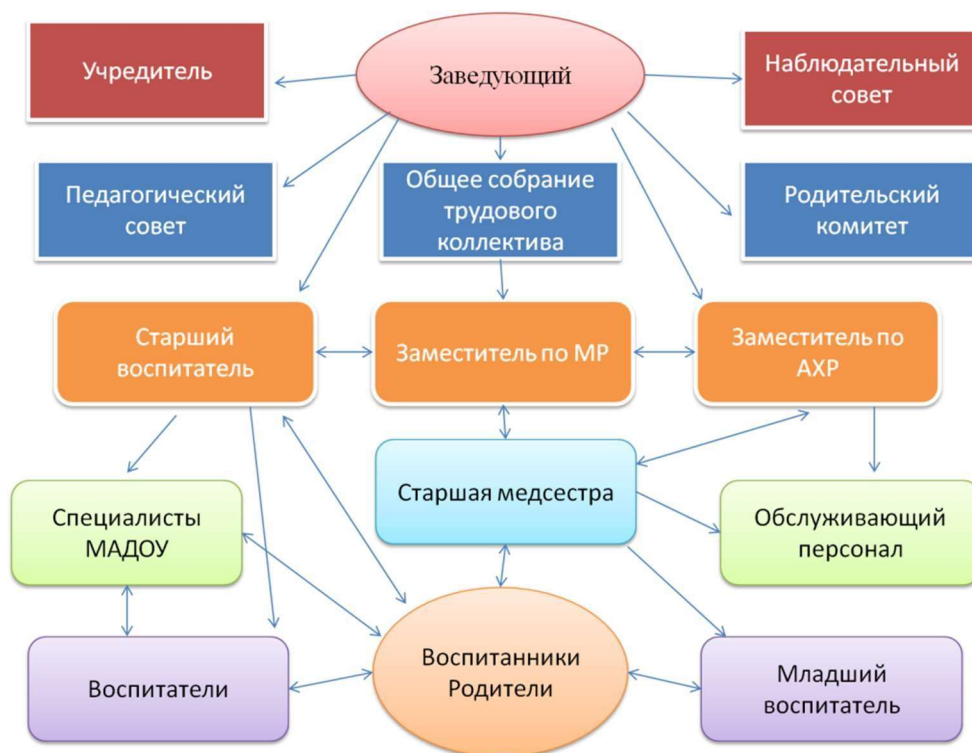 Учредитель
Заведующий
Наблюдательный
совет
Педагогический
совет
Общее собрание
трудового
коллектива
Родительский
комитет
Старший
воспитатель
Заместитель по МР
Заместитель по
АХР
Специалисты
МАДОУ
Старшая медсестра
Обслуживающий
персонал
Воспитатели
Воспитанники
Родители
Младший
воспитатель